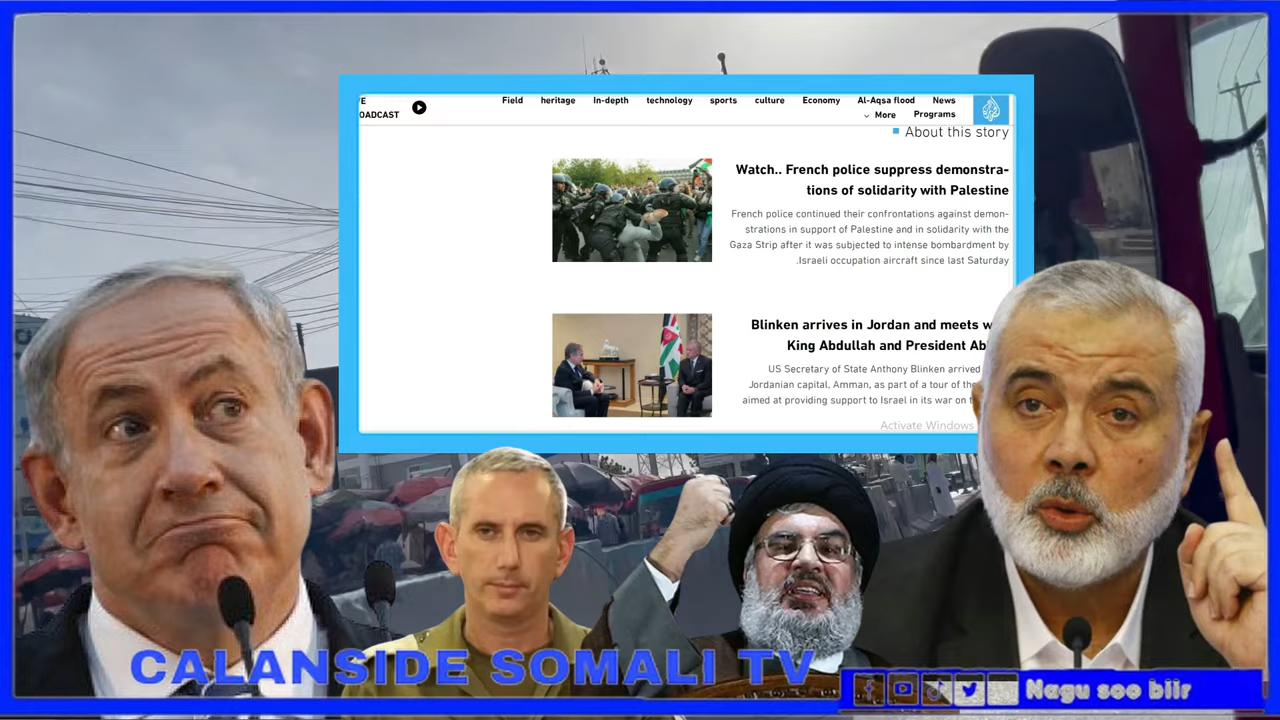 Field heritage In-depth technology sports culture Economy Al-Aqsa flood News
OADCAST More Programs
About this story
Watch.. French police suppress demonstra-
tions of solidarity with Palestine
French police continued their confrontations against demon-
strations in support of Palestine and in solidarity with the
Gaza Strip after it was subjected to intense bombardment by
.Israeli occupation aircraft since last Saturday
Blinken arrives in Jordan and meets w
King Abdullah and President Ab
US Secretary of State Anthony Blinken arrived
Jordanian capital, Amman, as part of a tour of the
aimed at providing support to Israel in its war on
Activate Windows
CALANSIDE SOMALI TV
Nagu soo biir